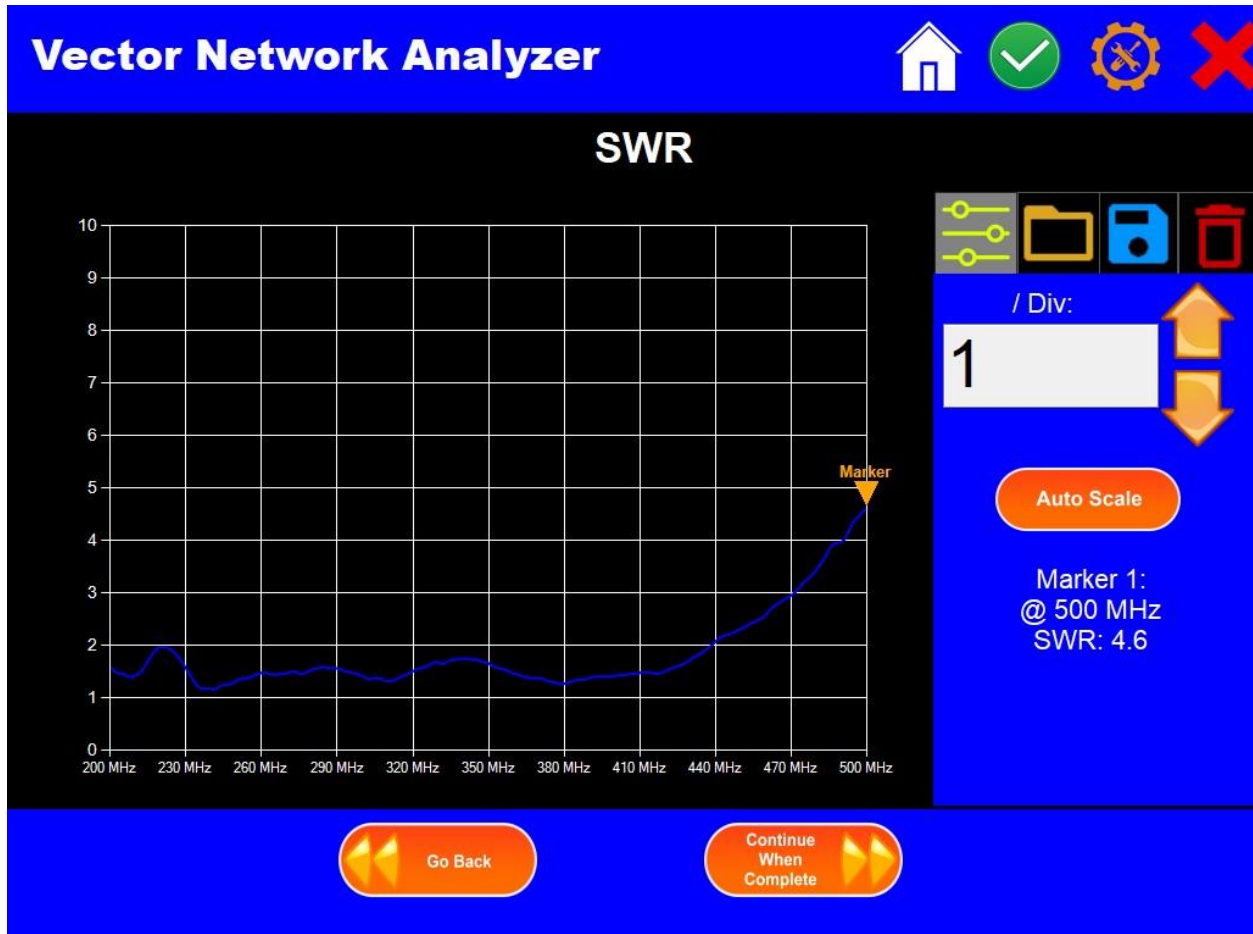 Vector Network Analyzer
SWR
10
9
8
7
6
5
4
3
2
1
0
200 MHz 230 MHz 260 MHz 290 MHz 320 MHz 350 MHz 380 MHz 410 MHz 440 MHz 470 MHz 500 MHz
Marker
/ Div:
1
Auto Scale
Marker 1:
@ 500 MHz
SWR: 4.6
Go Back
Continue
When
Complete